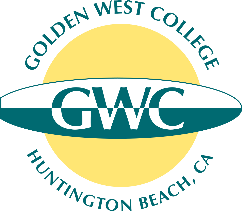 GOLDEN WEST COLLEGE
GWC
HUNTINGTON BEACH, CA